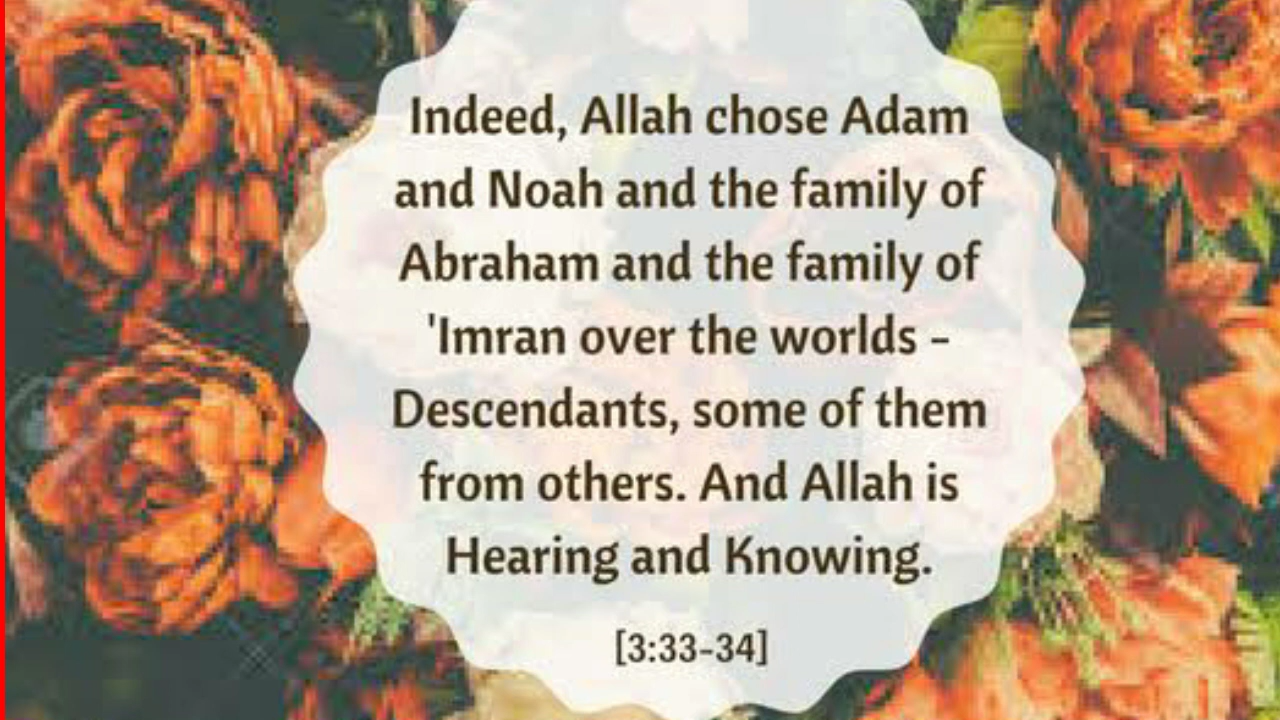 Indeed, Allah chose Adam
and Noah and the family of
Abraham and the family of
'Imran over the worlds –
Descendants, some of them
from others. And Allah is
Hearing and Knowing.
[3:33-34]